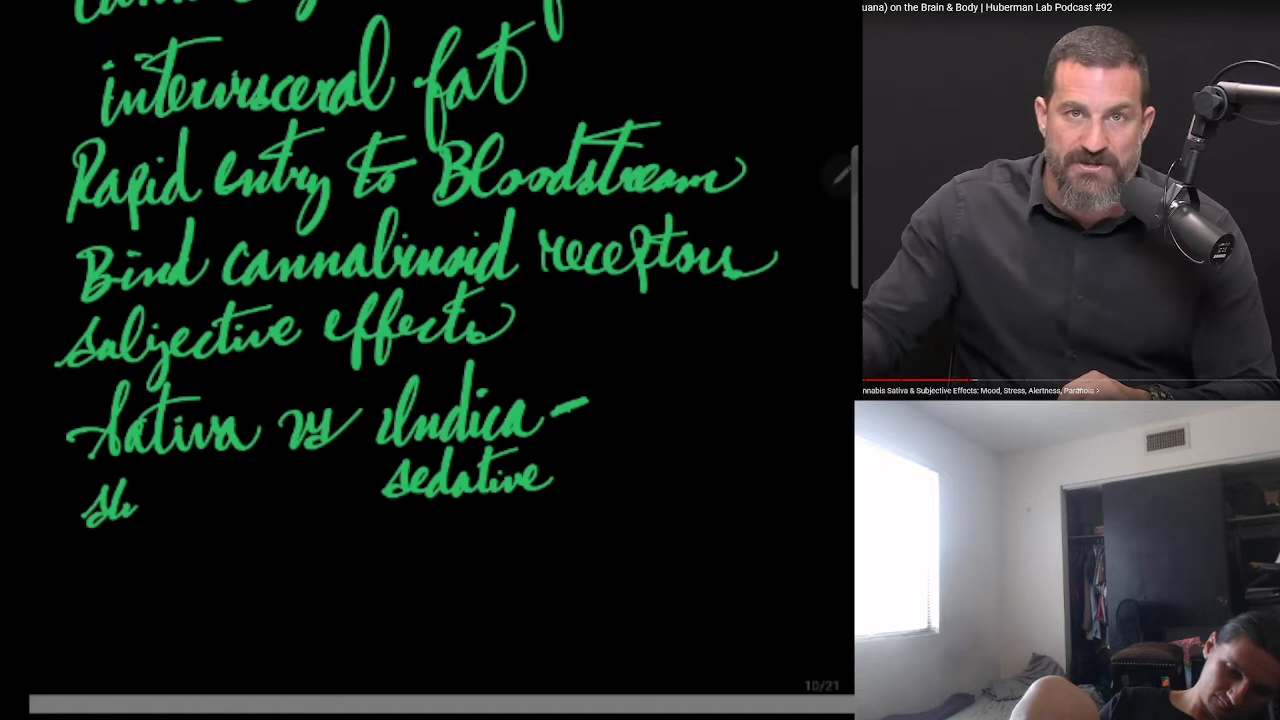 intervisceral fat
Rapid entry to Bloodstream
Bind cannabinoid receptors
subjective effects
Sativa vs Indica -
sedative
10/21
uana) on the Brain & Body | Huberman Lab Podcast #92
nnabis Sativa & Subjective Effects: Mood, Stress, Alertness, Paranoia >